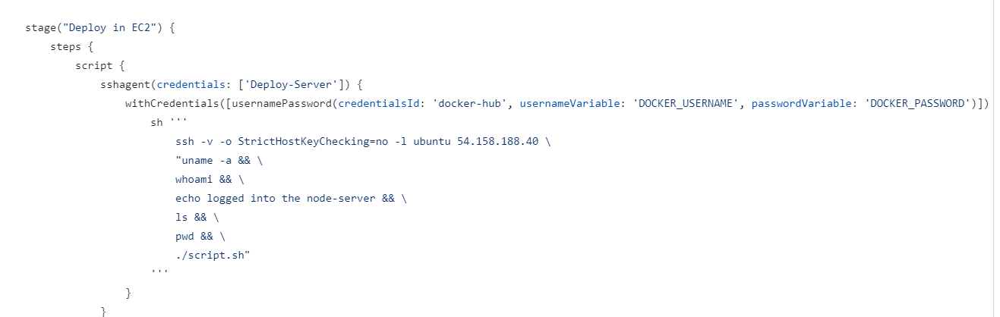 stage("Deploy in EC2") {
steps {
script {
sshagent(credentials: ['Deploy-Server']) {
withCredentials([usernamePassword(credentialsId: 'docker-hub', usernameVariable: 'DOCKER_USERNAME', passwordVariable: 'DOCKER_PASSWORD')])
sh '''
ssh -v -o StrictHostKeyChecking=no -l ubuntu 54.158.188.40 \
"uname -a && \
whoami && \
echo logged into the node-server && \
ls && \
pwd && \
./script.sh"
'''
}
}